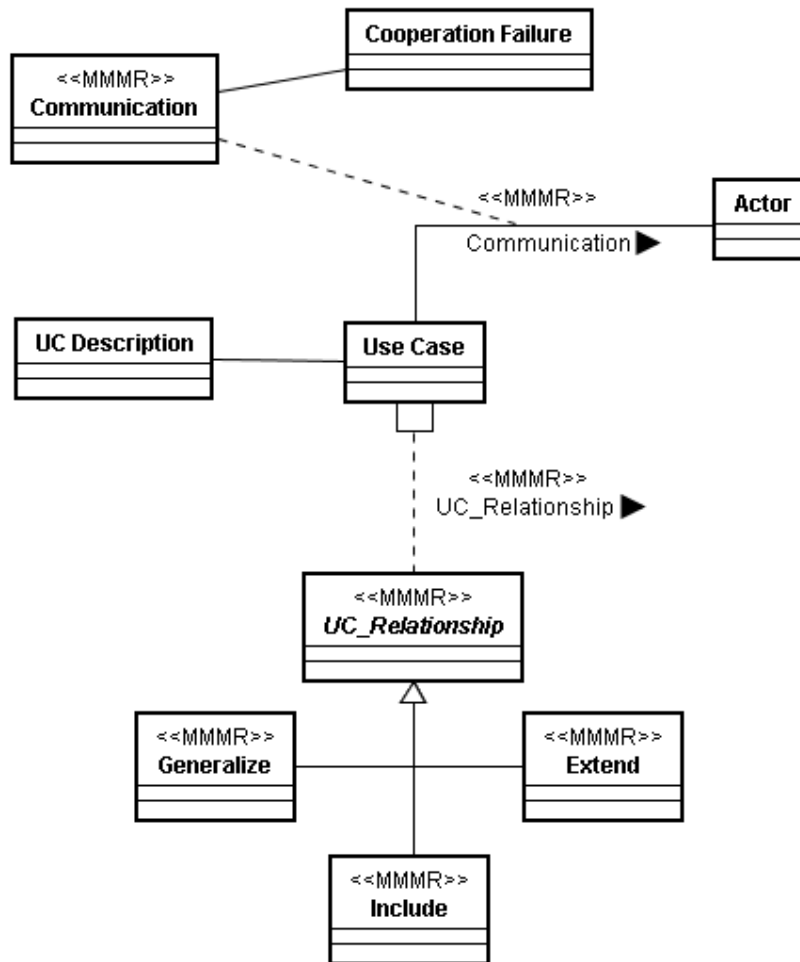 Cooperation Failure
<<MMMR>>
Communication
<<MMMR>>
Communication ▶
Actor
UC Description
Use Case
<<MMMR>>
UC_Relationship ▶
<<MMMR>>
UC_Relationship
<<MMMR>>
Generalize
<<MMMR>>
Extend
<<MMMR>>
Include